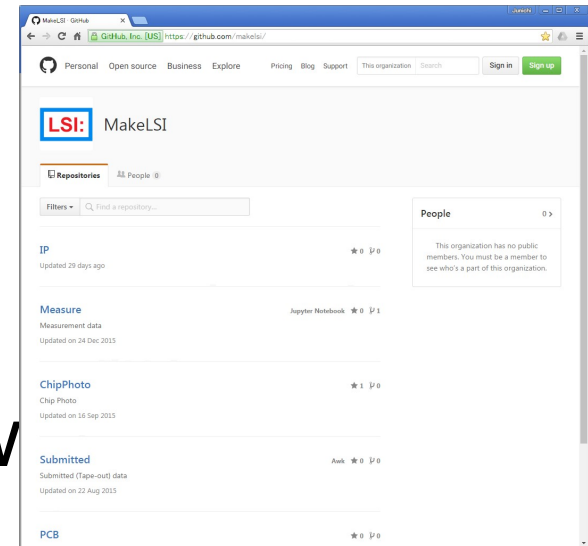 Junichi
MakeLSI · GitHub
GitHub, Inc. [US] https://github.com/makelsi/
Personal Open source Business Explore Pricing Blog Support This organization Search Sign in Sign up
LSI: MakeLSI
Repositories People 0
Filters Find a repository...
People 0
This organization has no public
members. You must be a member to
see who's a part of this organization.
IP 0 0
Updated 29 days ago
Measure Jupyter Notebook 0 1
Measurement data
Updated on 24 Dec 2015
ChipPhoto 1 0
Chip Photo
Updated on 16 Sep 2015
Submitted Awk 0 0
Submitted (Tape-out) data
Updated on 22 Aug 2015
PCB 0 0